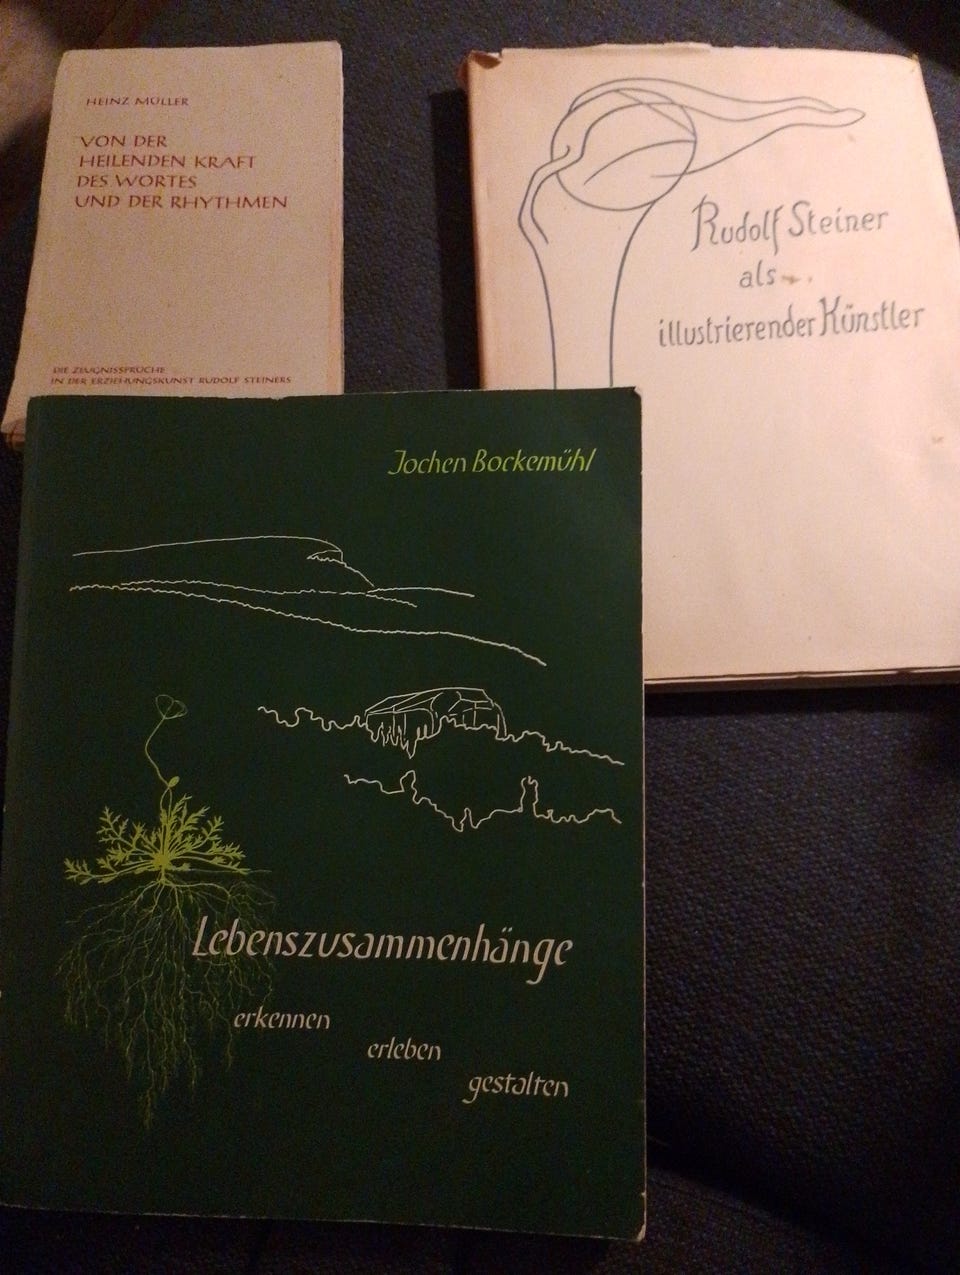 HEINZ MÜLLER
VON DER
HEILENDEN KRAFT
DES WORTES
UND DER RHYTHMEN
DIE ZEUGNISSPRÜCHE
IN DER ERZIEHUNGSKUNST RUDOLF STEINERS
Rudolf Steiner
als
illustrierender Künstler
Jochen Bockemühl
Lebenszusammenhänge
erkennen
erleben
gestalten